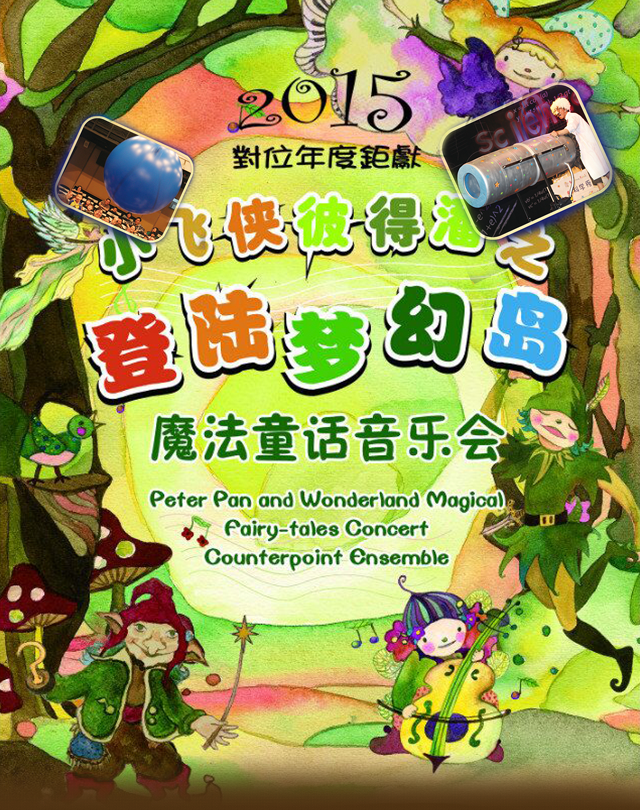 2015
對位年度鉅獻
Science
小飞侠彼得潘之
登陆梦幻岛
魔法童话音乐会
Peter Pan and Wonderland Magical
Fairy-tales Concert
Counterpoint Ensemble